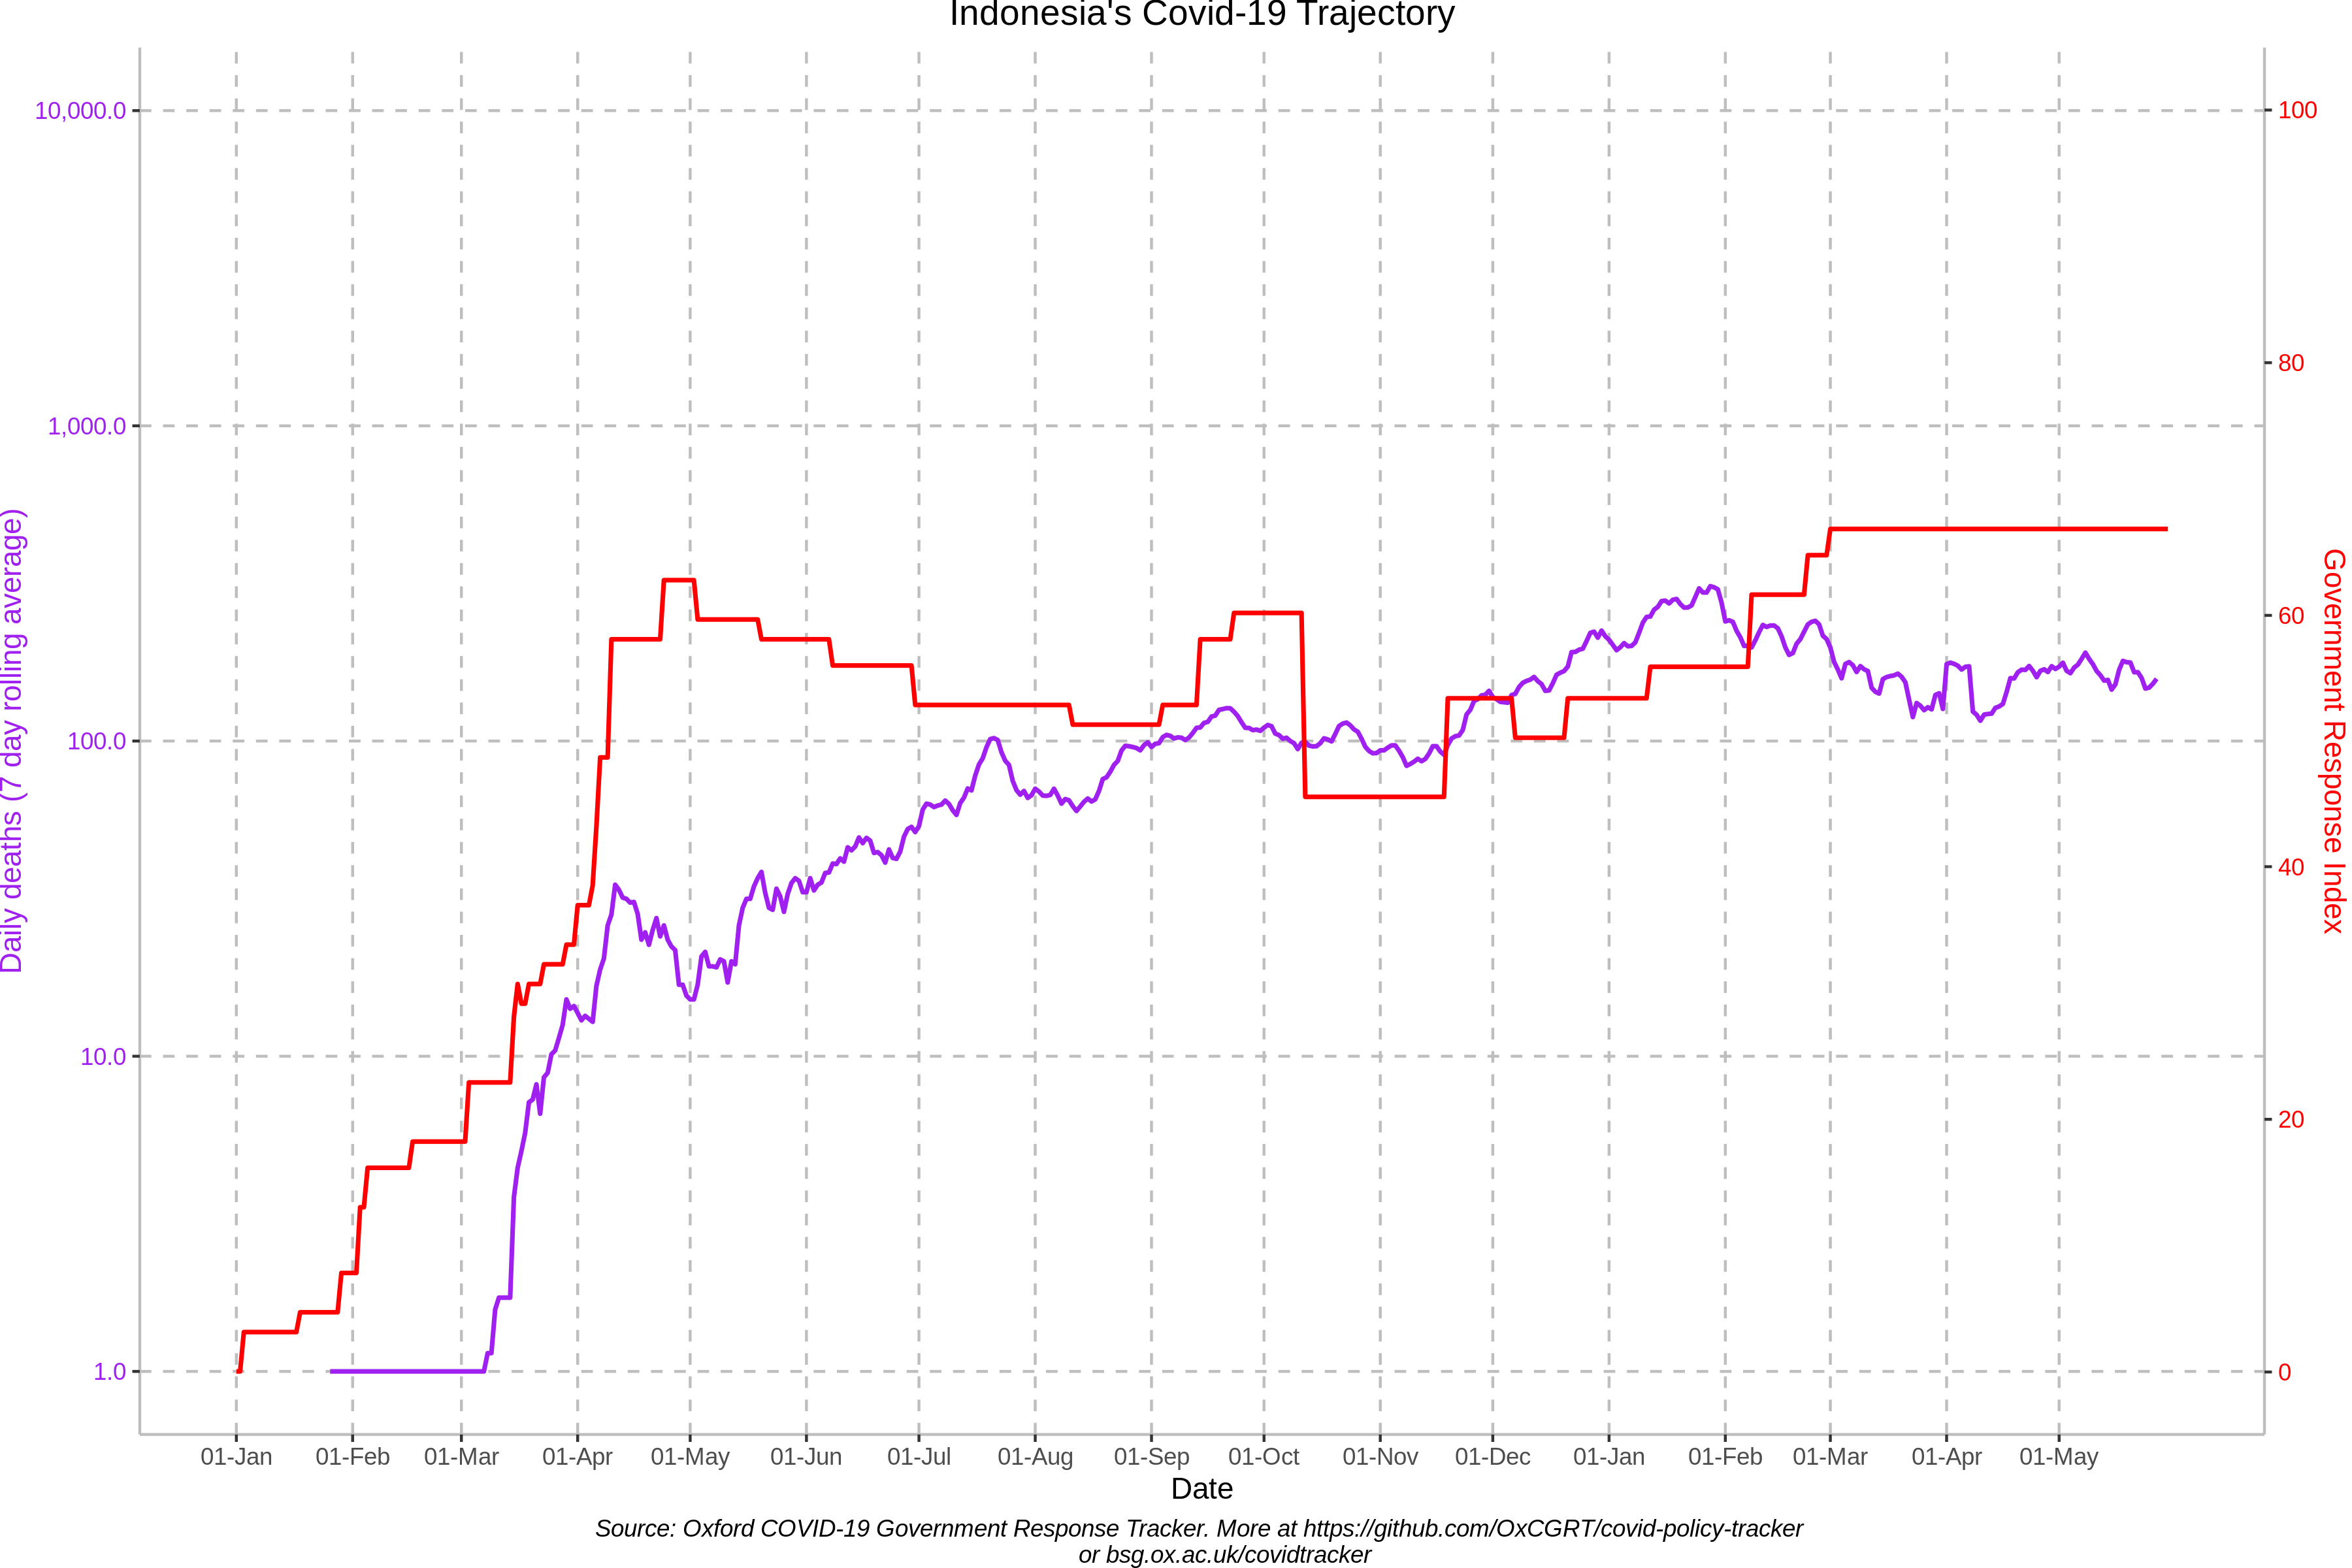 Indonesia's Covid-19 Trajectory
10,000.0
1,000.0
100.0
10.0
1.0
Daily deaths (7 day rolling average)
100
80
60
40
20
0
Government Response Index
01-Jan 01-Feb 01-Mar 01-Apr 01-May 01-Jun 01-Jul 01-Aug 01-Sep 01-Oct 01-Nov 01-Dec 01-Jan 01-Feb 01-Mar 01-Apr 01-May
Date
Source: Oxford COVID-19 Government Response Tracker. More at https://github.com/OxCGRT/covid-policy-tracker
or bsg.ox.ac.uk/covidtracker